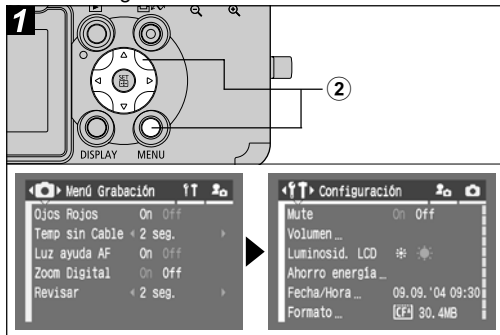 1
SET
2
DISPLAY MENU
Menú Grabación
Ojos Rojos On Off
Temp sin Cable 2 seg.
Luz ayuda AF On Off
Zoom Digital On Off
Revisar 2 seg.
Configuración
Mute On Off
Volumen…
Luminosid. LCD
Ahorro energía…
Fecha/Hora… 09.09.'04 09:30
Formato… CF 30.4MB